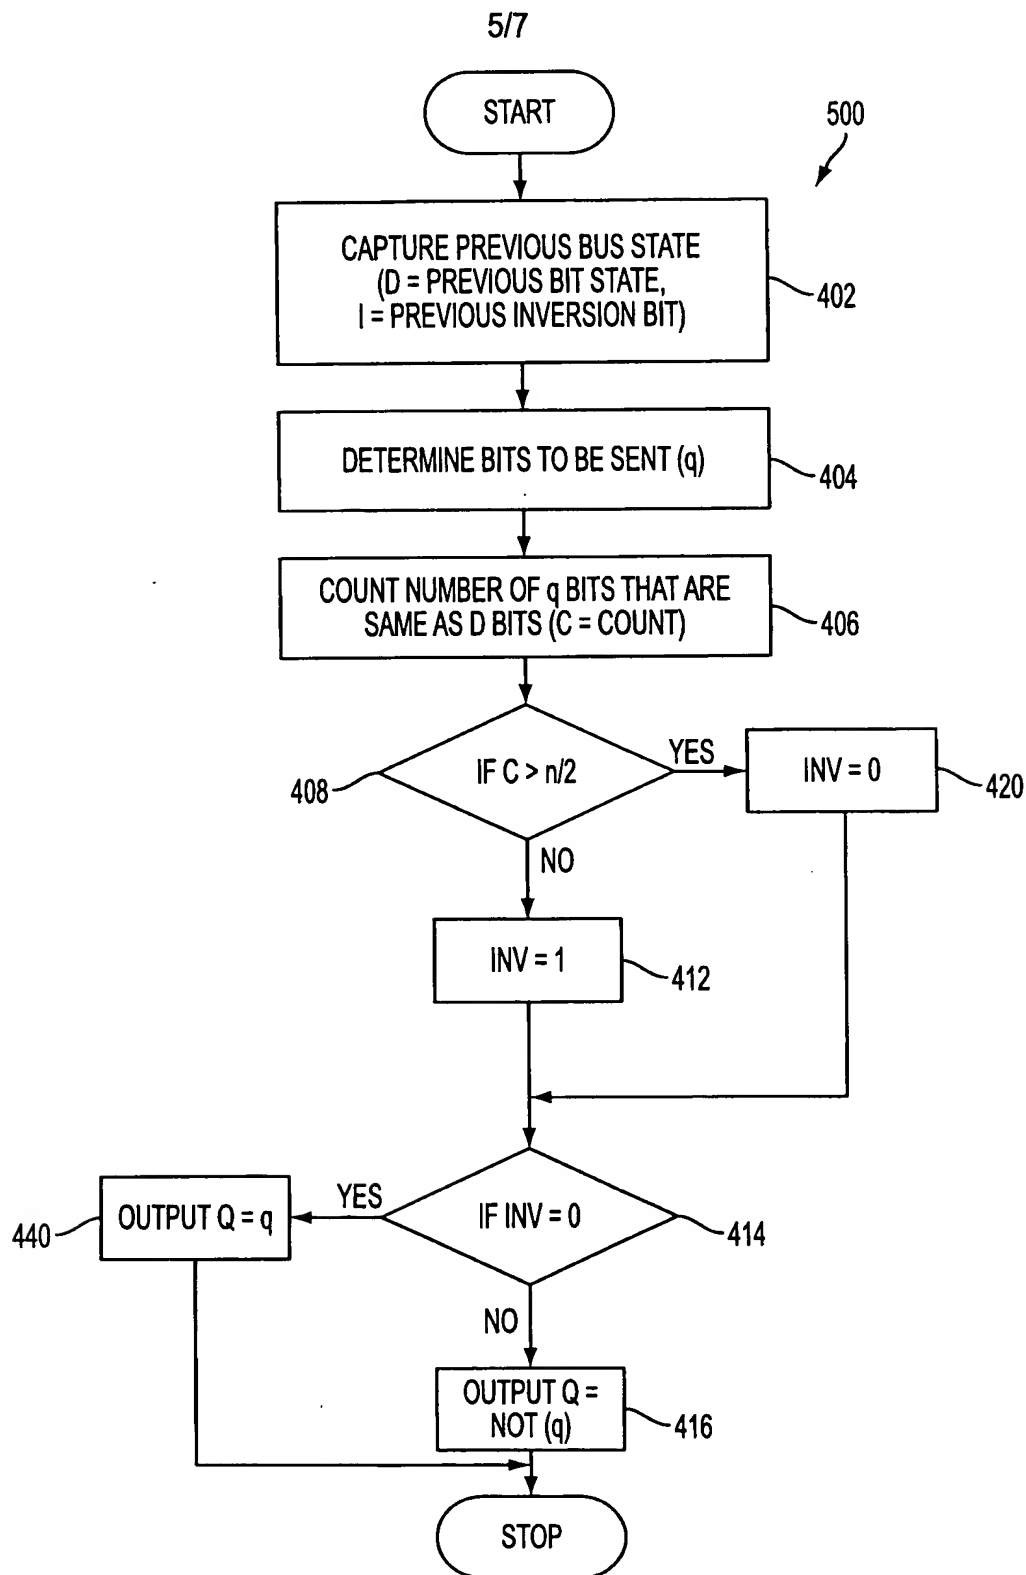 5/7
START
500
CAPTURE PREVIOUS BUS STATE
(D = PREVIOUS BIT STATE,
I = PREVIOUS INVERSION BIT)
402
DETERMINE BITS TO BE SENT (q)
404
COUNT NUMBER OF q BITS THAT ARE
SAME AS D BITS (C = COUNT)
406
IF C > n/2
408
YES
INV = 0
420
NO
INV = 1
412
IF INV = 0
414
YES
OUTPUT Q = q
440
NO
OUTPUT Q =
NOT (q)
416
STOP